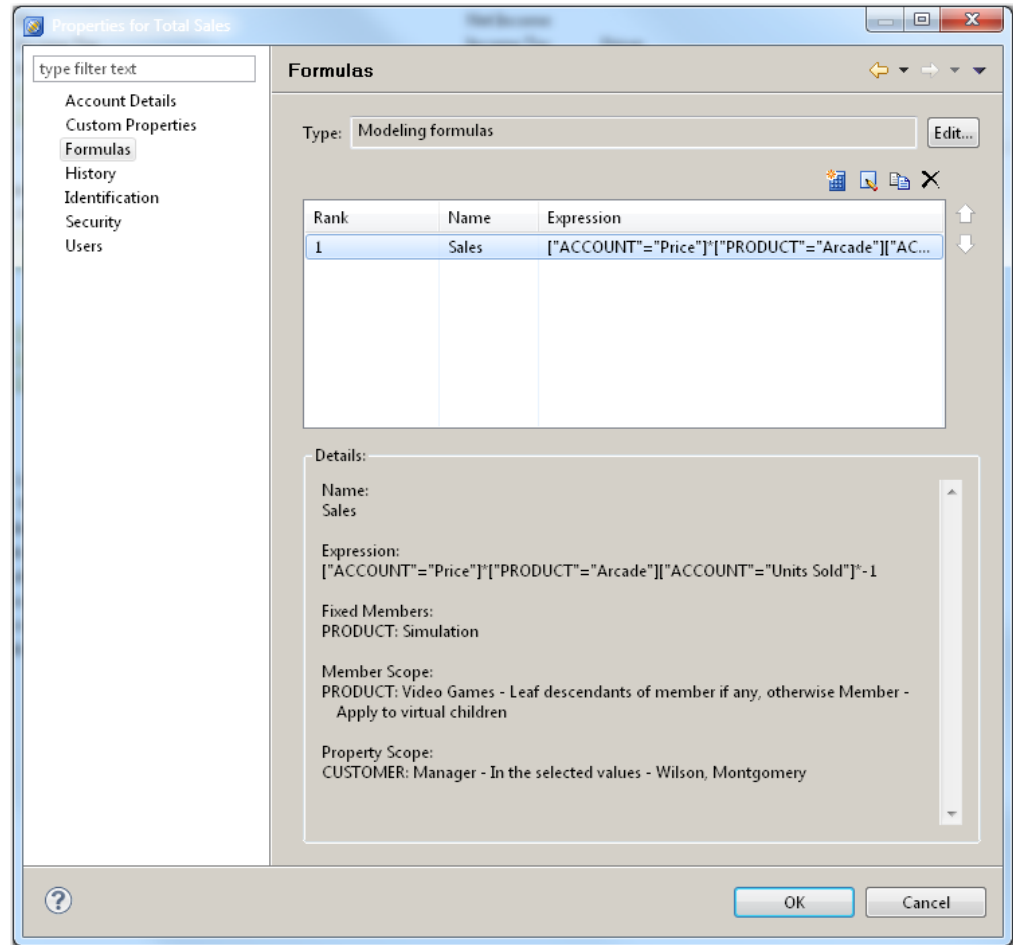 Properties for Total Sales
type filter text
Account Details
Custom Properties
Formulas
History
Identification
Security
Users
Formulas
Type: Modeling formulas Edit...
Rank Name Expression
1 Sales ["ACCOUNT"="Price"]*["PRODUCT"="Arcade"]["AC...
Details:
Name:
Sales
Expression:
["ACCOUNT"="Price"]*["PRODUCT"="Arcade"]["ACCOUNT"="Units Sold"]*-1
Fixed Members:
PRODUCT: Simulation
Member Scope:
PRODUCT: Video Games - Leaf descendants of member if any, otherwise Member -
Apply to virtual children
Property Scope:
CUSTOMER: Manager - In the selected values - Wilson, Montgomery
? OK Cancel